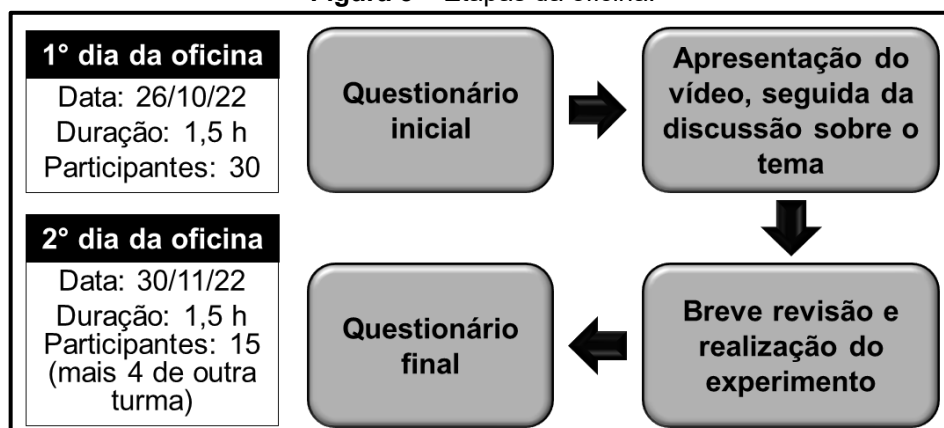 1° dia da oficina
Data: 26/10/22
Duração: 1,5 h
Participantes: 30
Questionário
inicial
Apresentação do
vídeo, seguida da
discussão sobre o
tema
2° dia da oficina
Data: 30/11/22
Duração: 1,5 h
Participantes: 15
(mais 4 de outra
turma)
Questionário
final
Breve revisão e
realização do
experimento